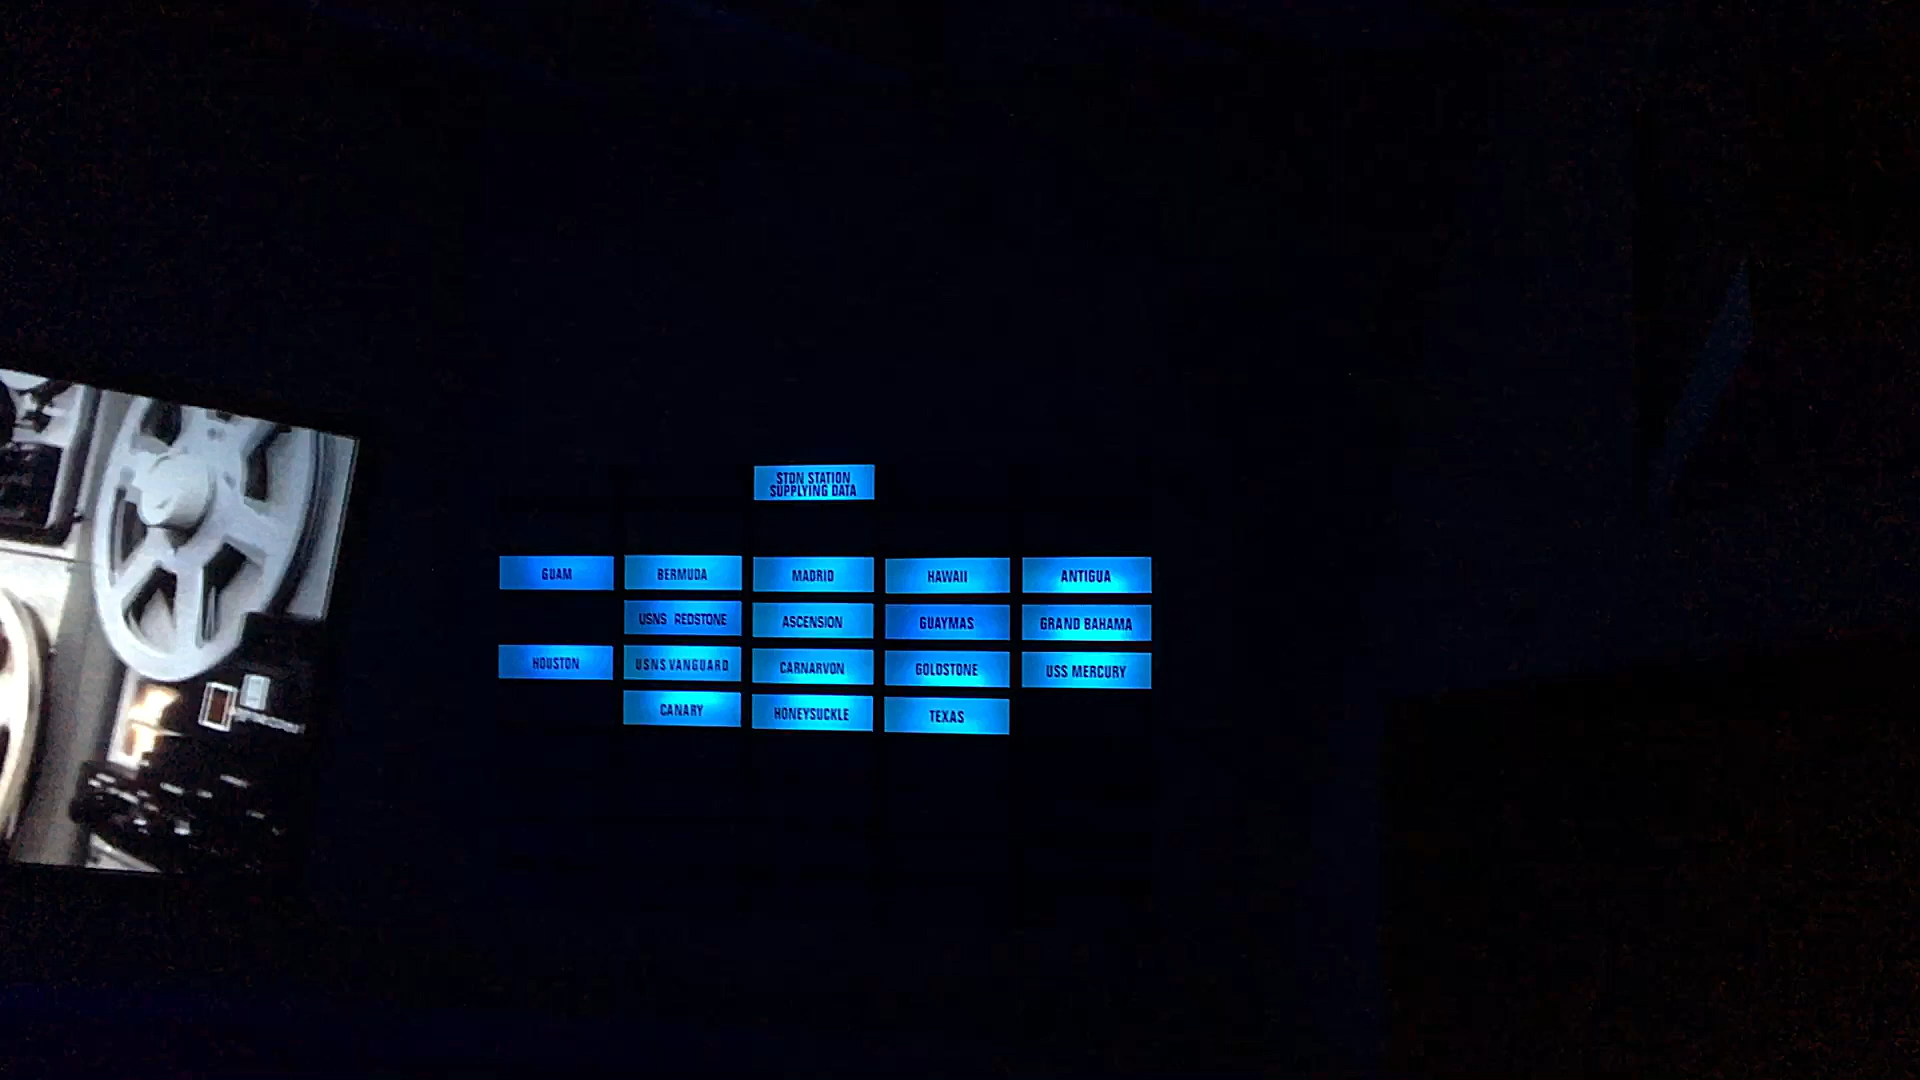 STDN STATION
SUPPLYING DATA
GUAM BERMUDA MADRID HAWAII ANTIGUA
USNS REDSTONE ASCENSION GUAYMAS GRAND BAHAMA
HOUSTON USNS VANGUARD CARNARVON GOLDSTONE USS MERCURY
CANARY HONEYSUCKLE TEXAS